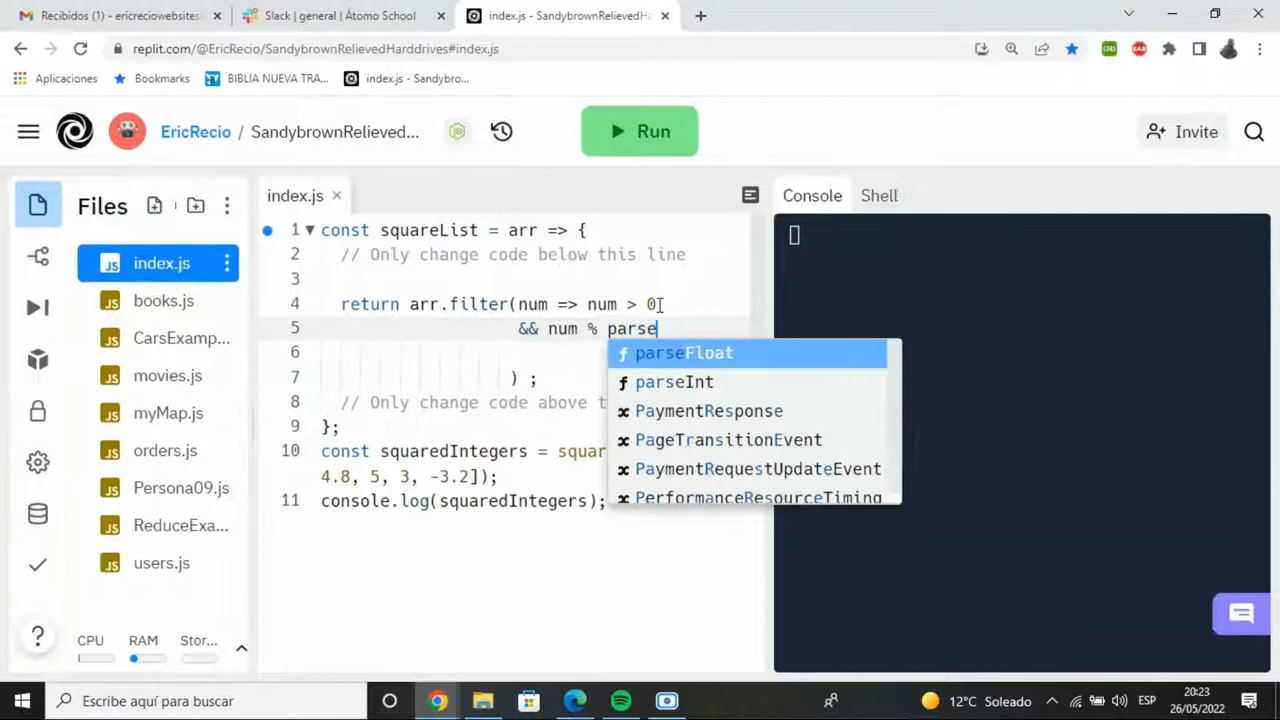 Recibidos (1) - ericreciowebsites
Slack | general | Átomo School
index.js - SandybrownRelievedHa
replit.com/@EricRecio/SandybrownRelievedHarddrives#index.js
Aplicaciones
Bookmarks
BIBLIA NUEVA TRA...
index.js - Sandybro...
EricRecio / SandybrownRelieved...
Run
Invite
Files
index.js
books.js
CarsExamp...
movies.js
myMap.js
orders.js
Persona09.js
ReduceExa...
users.js
CPU RAM Stor...
index.js
1 const squareList = arr => {
2 // Only change code below this line
3
4 return arr.filter(num => num > 0
5 && num % parse
6
7 ) ;
8 // Only change code above t
9 };
10 const squaredIntegers = squar
4.8, 5, 3, -3.2]);
11 console.log(squaredIntegers);
parseFloat
parseInt
PaymentResponse
PageTransitionEvent
PaymentRequestUpdateEvent
PerformanceResourceTiming
Console Shell
Escribe aquí para buscar
12°C Soleado
ESP
20:23
26/05/2022